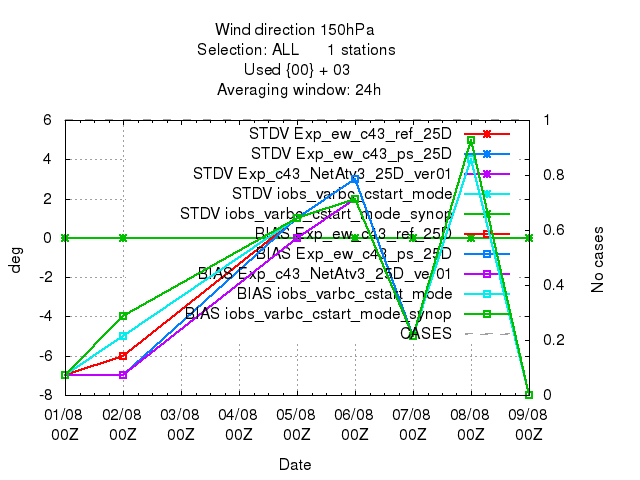 Wind direction 150hPa
Selection: ALL 1 stations
Used {00} + 03
Averaging window: 24h
6 1
STDV Exp_ew_c43_ref_25D
STDV Exp_ew_c43_ps_25D
4
STDV Exp_c43_NetAtv3_25D_ver01
0.8
STDV iobs_varbc_cstart_mode
2
STDV iobs_varbc_cstart_mode_synop
0.6
BIAS Exp_ew_c43_ref_25D
0
BIAS Exp_ew_c43_ps_25D
BIAS Exp_c43_NetAtv3_25D_ver01
-2
0.4
BIAS iobs_varbc_cstart_mode
BIAS iobs_varbc_cstart_mode_synop
-4
CASES
0.2
-6
-8 0
deg
No cases
01/08 02/08 03/08 04/08 05/08 06/08 07/08 08/08 09/08
00Z 00Z 00Z 00Z 00Z 00Z 00Z 00Z 00Z
Date